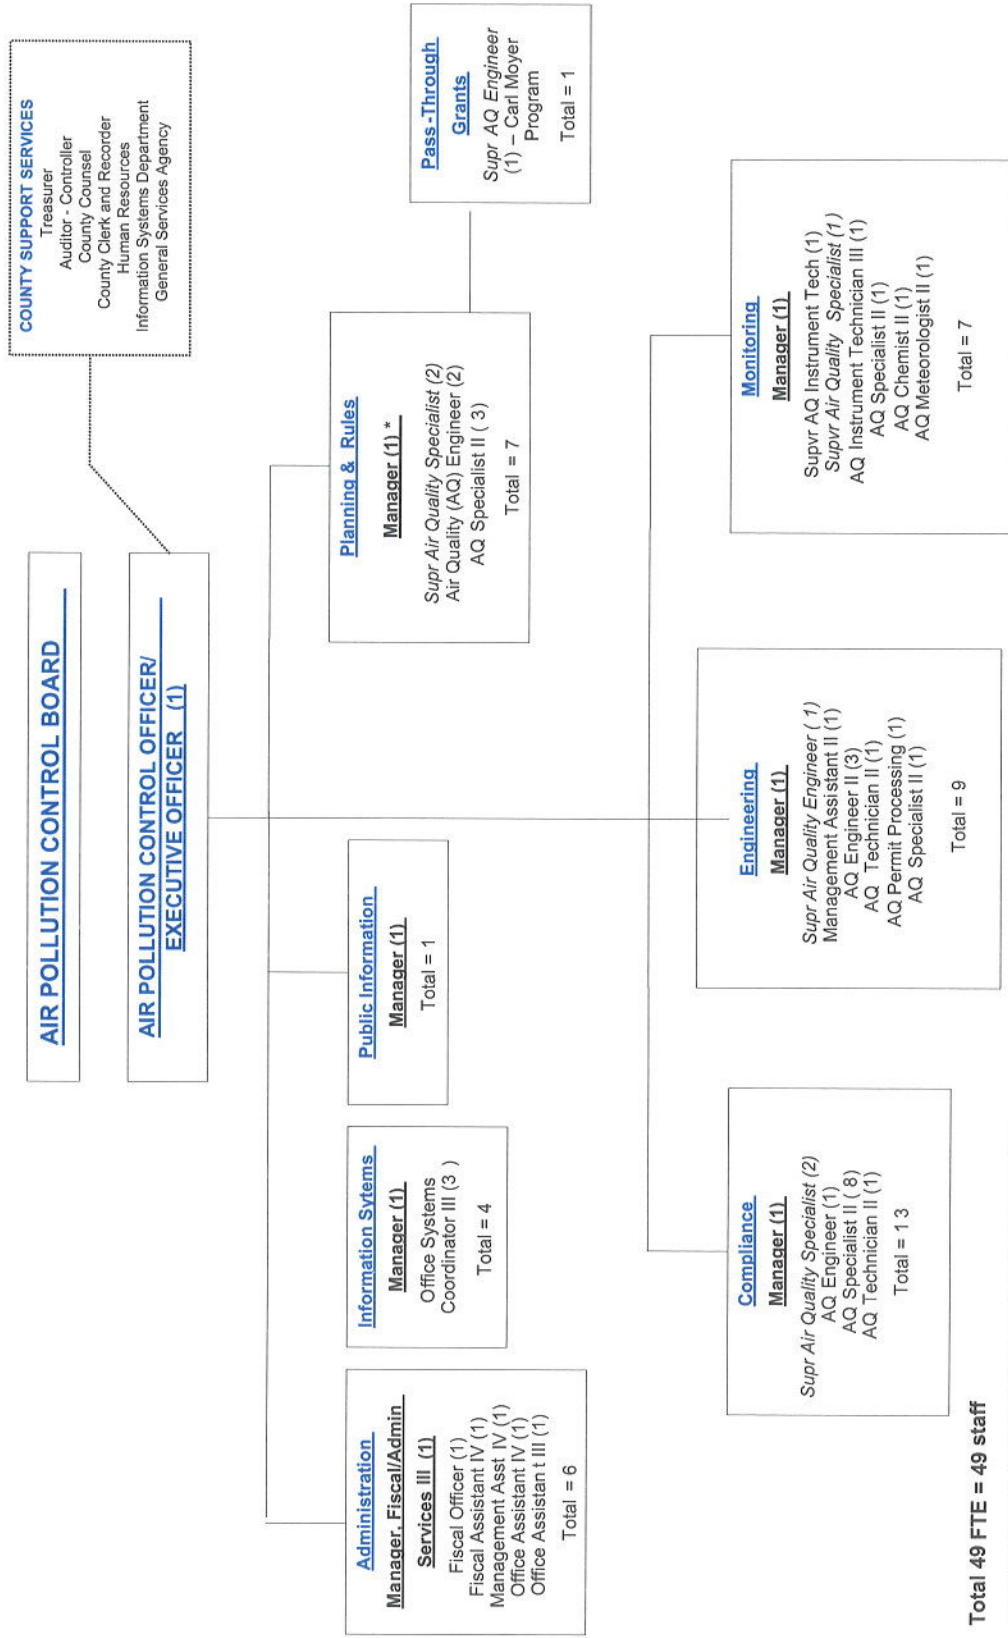 AIR POLLUTION CONTROL BOARD
AIR POLLUTION CONTROL OFFICER/
EXECUTIVE OFFICER (1)
COUNTY SUPPORT SERVICES
Treasurer
Auditor - Controller
County Counsel
County Clerk and Recorder
Human Resources
Information Systems Department
General Services Agency
Administration
Manager, Fiscal/Admin
Services III (1)
Fiscal Officer (1)
Fiscal Assistant IV (1)
Management Asst IV (1)
Office Assistant IV (1)
Office Assistan t III (1)
Total = 6
Information Sytems
Manager (1)
Office Systems
Coordinator III (3 )
Total = 4
Public Information
Manager (1)
Total = 1
Planning & Rules
Manager (1) *
Supr Air Quality Specialist (2)
Air Quality (AQ) Engineer (2)
AQ Specialist II ( 3)
Total = 7
Pass -Through
Grants
Supr AQ Engineer
(1) – Carl Moyer
Program
Total = 1
Compliance
Manager (1)
Supr Air Quality Specialist (2)
AQ Engineer (1)
AQ Specialist II ( 8)
AQ Technician II (1)
Total = 13
Engineering
Manager (1)
Supr Air Quality Engineer ( 1)
Management Assistant II (1)
AQ Engineer II (3)
AQ Technician II (1)
AQ Permit Processing (1)
AQ Specialist II (1)
Total = 9
Monitoring
Manager (1)
Supvr AQ Instrument Tech (1)
Supvr Air Quality Specialist (1)
AQ Instrument Technician III (1)
AQ Specialist II (1)
AQ Chemist II (1)
AQ Meteorologist II (1)
Total = 7
Total 49 FTE = 49 staff